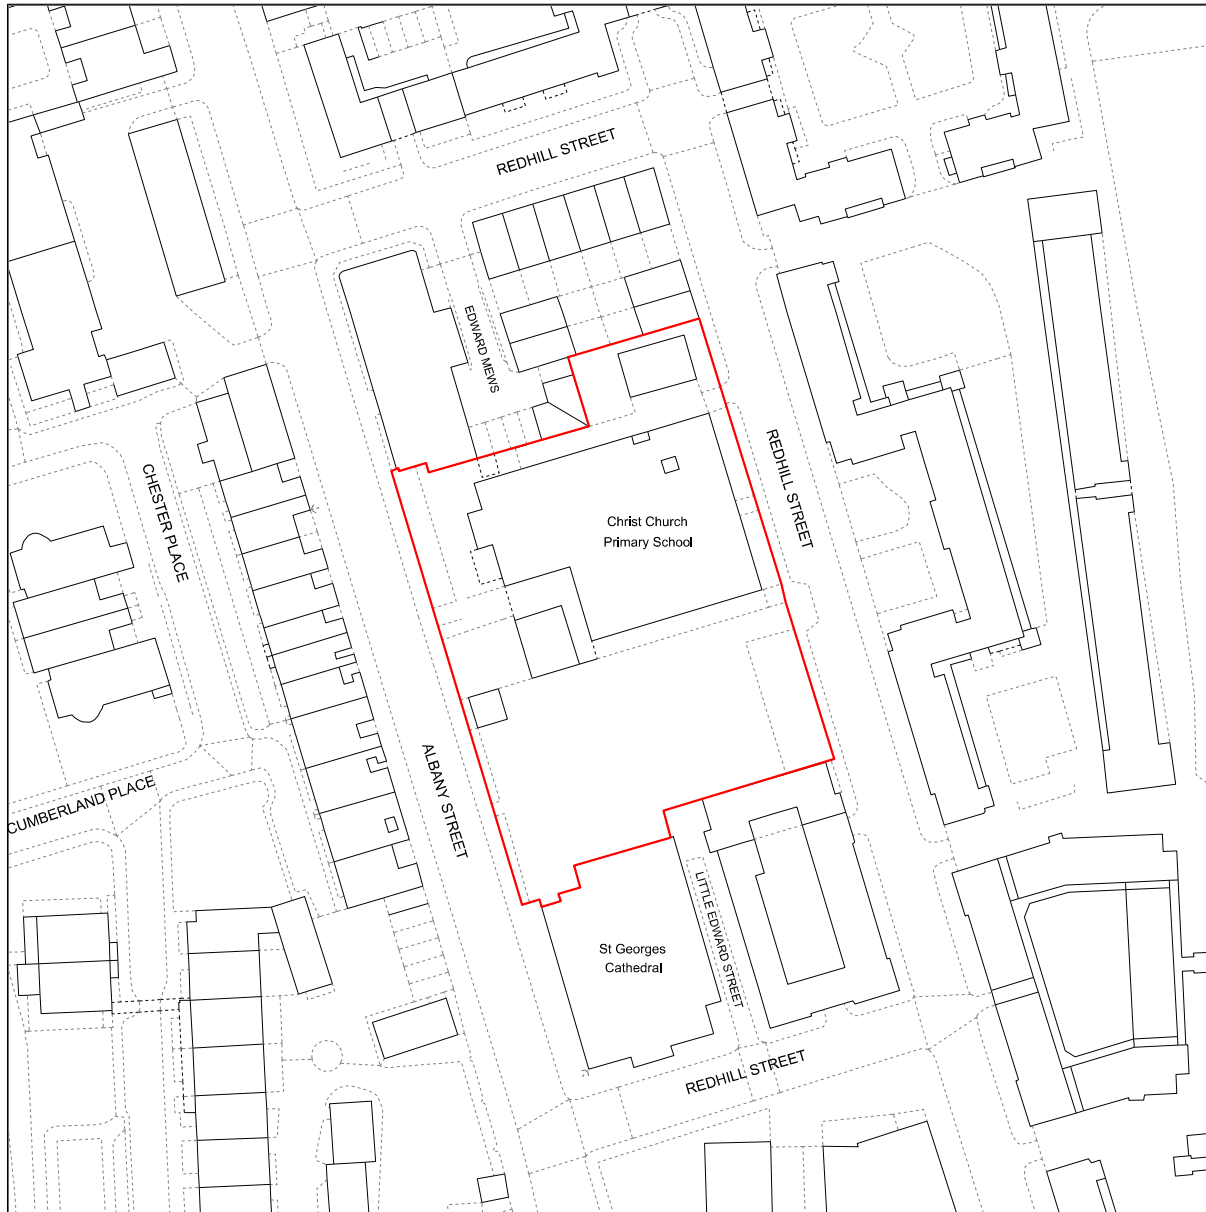 REDHILL STREET
EDWARD MEWS
CHESTER PLACE
REDHILL STREET
Christ Church
Primary School
ALBANY STREET
CUMBERLAND PLACE
LITTLE EDWARD STREET
St Georges
Cathedral
REDHILL STREET